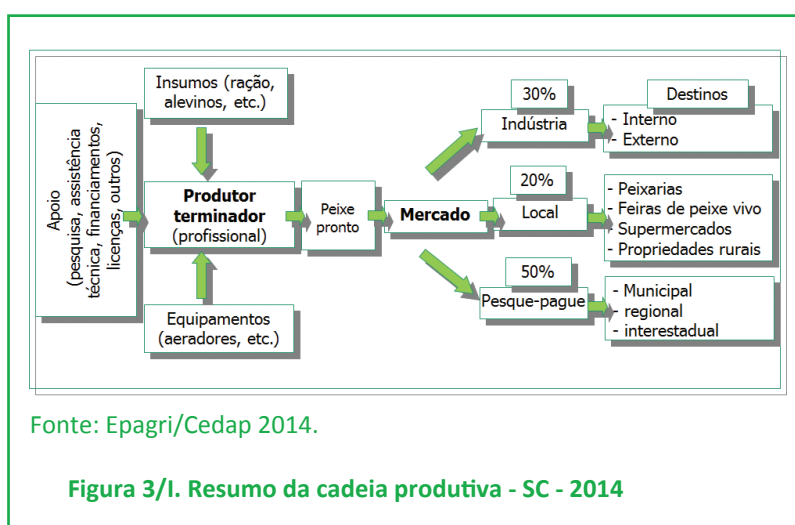 Insumos (ração,
alevinos, etc.)
Apoio
(pesquisa, assistência
técnica, financiamentos,
licenças, outros)
Produtor
terminador
(profissional)
Equipamentos
(aeradores, etc.)
Peixe
pronto
Mercado
30%
Indústria
Destinos
- Interno
- Externo
20%
Local
- Peixarias
- Feiras de peixe vivo
- Supermercados
- Propriedades rurais
50%
Pesque-pague
- Municipal
- regional
- interestadual
Fonte: Epagri/Cedap 2014.
Figura 3/I. Resumo da cadeia produtiva - SC - 2014